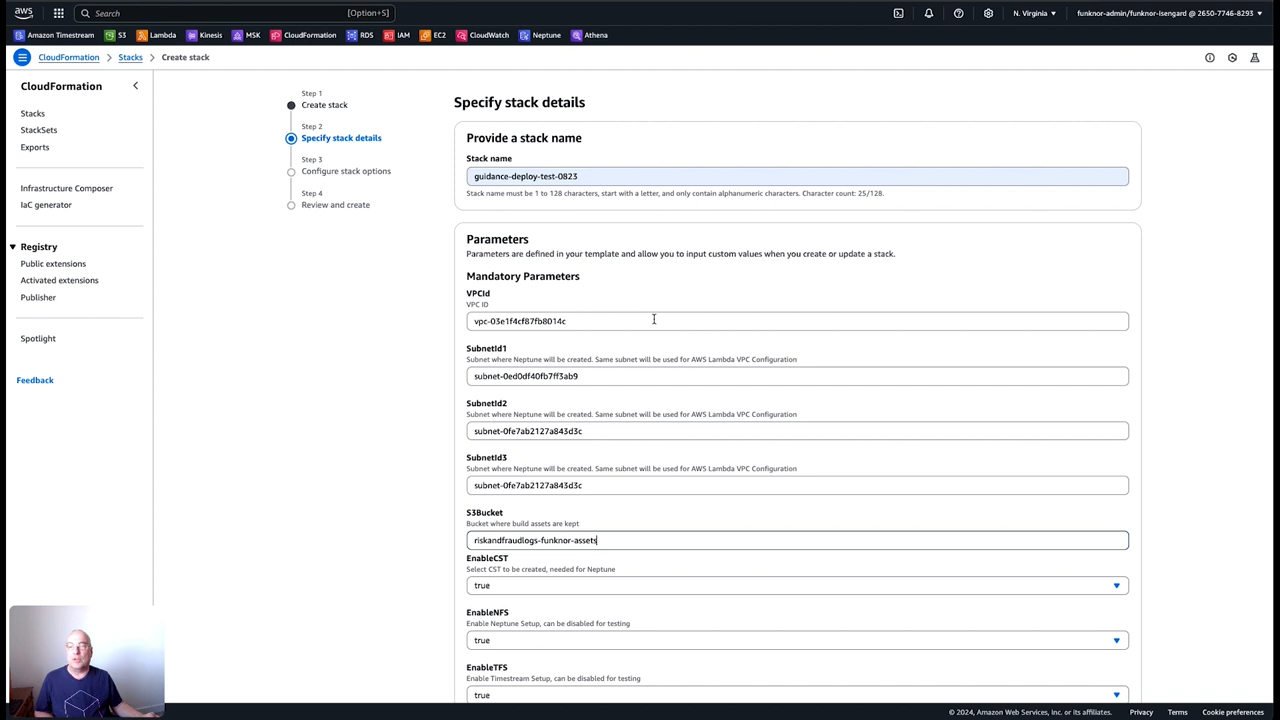 aws
Search
[Option+S]
N. Virginia
funknor-admin/funknor-isengard @ 2650-7746-8293
Amazon Timestream
S3
Lambda
Kinesis
MSK
CloudFormation
RDS
IAM
EC2
CloudWatch
Neptune
Athena
CloudFormation
Stacks
Create stack
CloudFormation
Stacks
StackSets
Exports
Infrastructure Composer
IaC generator
Registry
Public extensions
Activated extensions
Publisher
Spotlight
Feedback
Step 1
Create stack
Step 2
Specify stack details
Step 3
Configure stack options
Step 4
Review and create
Specify stack details
Provide a stack name
Stack name
guidance-deploy-test-0823
Stack name must be 1 to 128 characters, start with a letter, and only contain alphanumeric characters. Character count: 25/128.
Parameters
Parameters are defined in your template and allow you to input custom values when you create or update a stack.
Mandatory Parameters
VPCId
VPC ID
vpc-03e1f4cf87fb8014c
SubnetId1
Subnet where Neptune will be created. Same subnet will be used for AWS Lambda VPC Configuration
subnet-0ed0df40fb7ff3ab9
SubnetId2
Subnet where Neptune will be created. Same subnet will be used for AWS Lambda VPC Configuration
subnet-0fe7ab2127a843d3c
SubnetId3
Subnet where Neptune will be created. Same subnet will be used for AWS Lambda VPC Configuration
subnet-0fe7ab2127a843d3c
S3Bucket
Bucket where build assets are kept
riskandfraudlogs-funknor-assets
EnableCST
Select CST to be created, needed for Neptune
true
EnableNFS
Enable Neptune Setup, can be disabled for testing
true
EnableTFS
Enable Timestream Setup, can be disabled for testing
true
© 2024, Amazon Web Services, Inc. or its affiliates.
Privacy
Terms
Cookie preferences